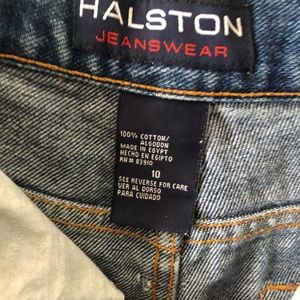 HALSTON
JEANSWEAR
100% COTTON/
ALGODON
MADE IN EGYPT
HECHO EN EGIPTO
RN# 83910
10
SEE REVERSE FOR CARE
VER AL DORSO
PARA CUIDADO